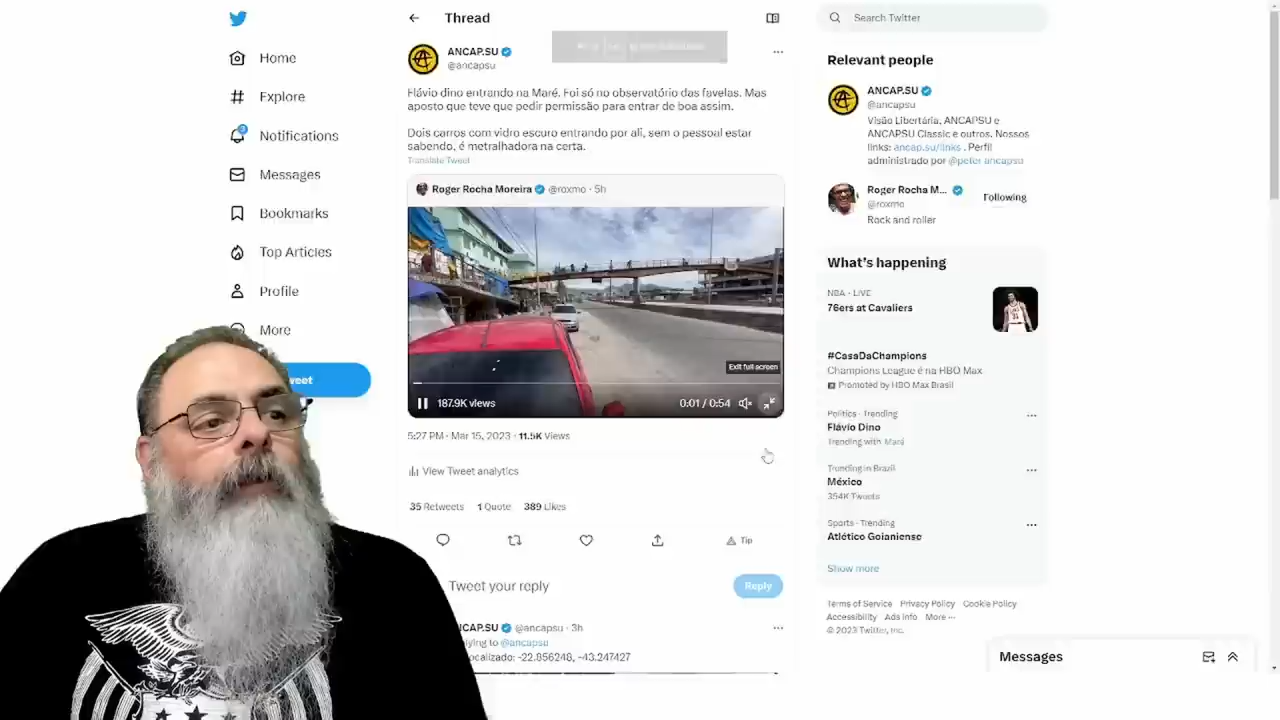 Home
Explore
3
Notifications
Messages
Bookmarks
Top Articles
Profile
More
weet
Thread
ANCAP.SU
@ancapsu
Flávio dino entrando na Maré. Foi só no observatório das favelas. Mas
aposto que teve que pedir permissão para entrar de boa assim.
Dois carros com vidro escuro entrando por ali, sem o pessoal estar
sabendo, é metralhadora na certa.
Translate Tweet
Roger Rocha Moreira @roxmo · 5h
Exit full screen
187.9K views
0:01 / 0:54
5:27 PM · Mar 15, 2023 · 11.5K Views
View Tweet analytics
35 Retweets 1 Quote 389 Likes
Tip
Tweet your reply
Reply
CAP.SU @ancapsu · 3h
lying to @ancapsu
ocalizado: -22.856248, -43.247427
Search Twitter
Relevant people
ANCAP.SU
@ancapsu
Visão Libertária, ANCAPSU e
ANCAPSU Classic e outros. Nossos
links: ancap.su/links . Perfil
administrado por @peter_ancapsu
Roger Rocha M...
@roxmo
Following
Rock and roller
What's happening
NBA · LIVE
76ers at Cavaliers
#CasaDaChampions
Champions League é na HBO Max
Promoted by HBO Max Brasil
Politics · Trending
Flávio Dino
Trending with Maré
Trending in Brazil
México
354K Tweets
Sports · Trending
Atlético Goianiense
Show more
Terms of Service Privacy Policy Cookie Policy
Accessibility Ads info More ...
© 2023 Twitter, Inc.
Messages